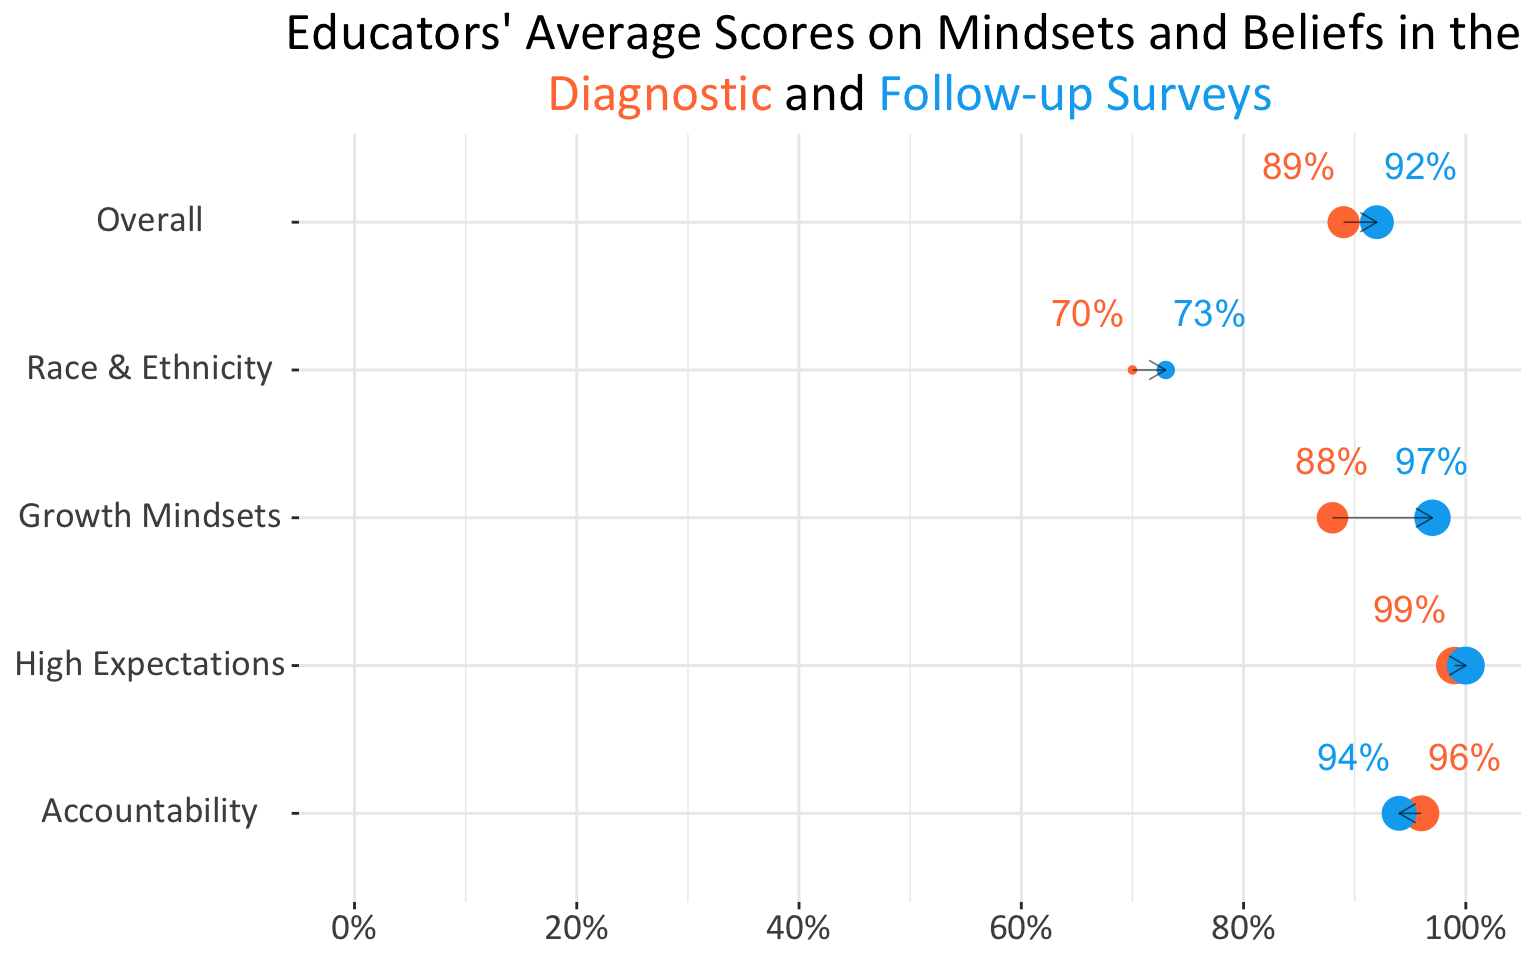 Educators' Average Scores on Mindsets and Beliefs in the
Diagnostic and Follow-up Surveys
89% 92%
Overall
70% 73%
Race & Ethnicity
88% 97%
Growth Mindsets
99%
High Expectations
94% 96%
Accountability
0% 20% 40% 60% 80% 100%